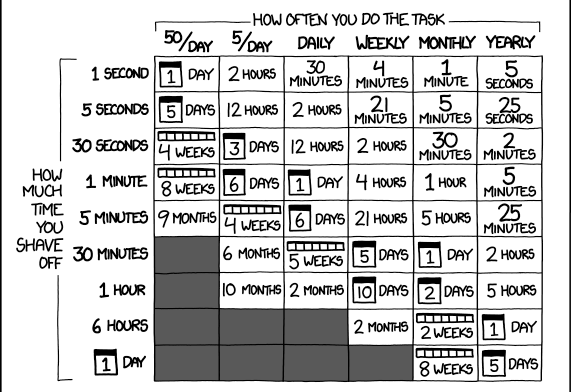 HOW OFTEN YOU DO THE TASK
50/DAY 5/DAY DAILY WEEKLY MONTHLY YEARLY
HOW MUCH TIME YOU SHAVE OFF
1 SECOND 1 DAY 2 HOURS 30 MINUTES 4 MINUTES 1 MINUTE 5 SECONDS
5 SECONDS 5 DAYS 12 HOURS 2 HOURS 21 MINUTES 5 MINUTES 25 SECONDS
30 SECONDS 4 WEEKS 3 DAYS 12 HOURS 2 HOURS 30 MINUTES 2 MINUTES
1 MINUTE 8 WEEKS 6 DAYS 1 DAY 4 HOURS 1 HOUR 5 MINUTES
5 MINUTES 9 MONTHS 4 WEEKS 6 DAYS 21 HOURS 5 HOURS 25 MINUTES
30 MINUTES 6 MONTHS 5 WEEKS 5 DAYS 1 DAY 2 HOURS
1 HOUR 10 MONTHS 2 MONTHS 10 DAYS 2 DAYS 5 HOURS
6 HOURS 2 MONTHS 2 WEEKS 1 DAY
1 DAY 8 WEEKS 5 DAYS